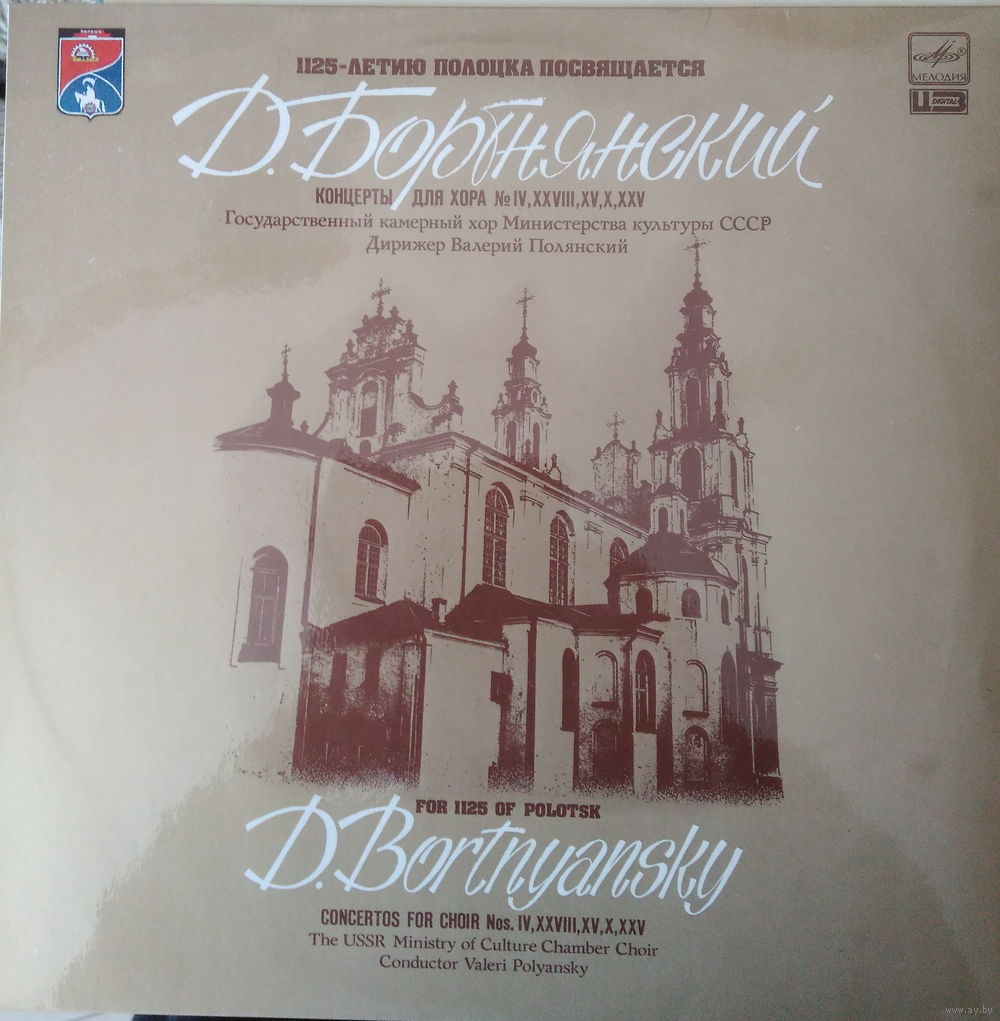 ПОЛОЦК
1125-ЛЕТИЮ ПОЛОЦКА ПОСВЯЩАЕТСЯ
МЕЛОДИЯ
ЦЗ DIGITAL
Д. Бортнянский
КОНЦЕРТЫ ДЛЯ ХОРА № IV, XXVIII, XV, X, XXV
Государственный камерный хор Министерства культуры СССР
Дирижер Валерий Полянский
FOR 1125 OF POLOTSK
D. Bortnyansky
CONCERTOS FOR CHOIR Nos. IV, XXVIII, XV, X, XXV
The USSR Ministry of Culture Chamber Choir
Conductor Valeri Polyansky
www.ay.by